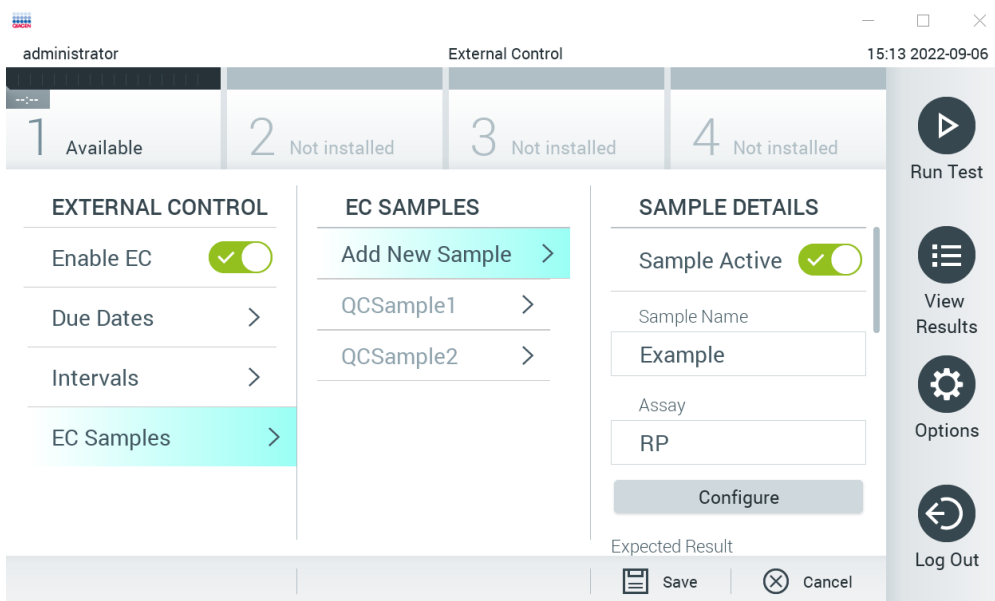 QIAGEN
administrator External Control 15:13 2022-09-06
--:--
1 Available 2 Not installed 3 Not installed 4 Not installed
Run Test
EXTERNAL CONTROL
Enable EC
Due Dates
Intervals
EC Samples
EC SAMPLES
Add New Sample
QCSample1
QCSample2
SAMPLE DETAILS
Sample Active
Sample Name
Example
Assay
RP
Configure
Expected Result
View
Results
Options
Log Out
Save Cancel